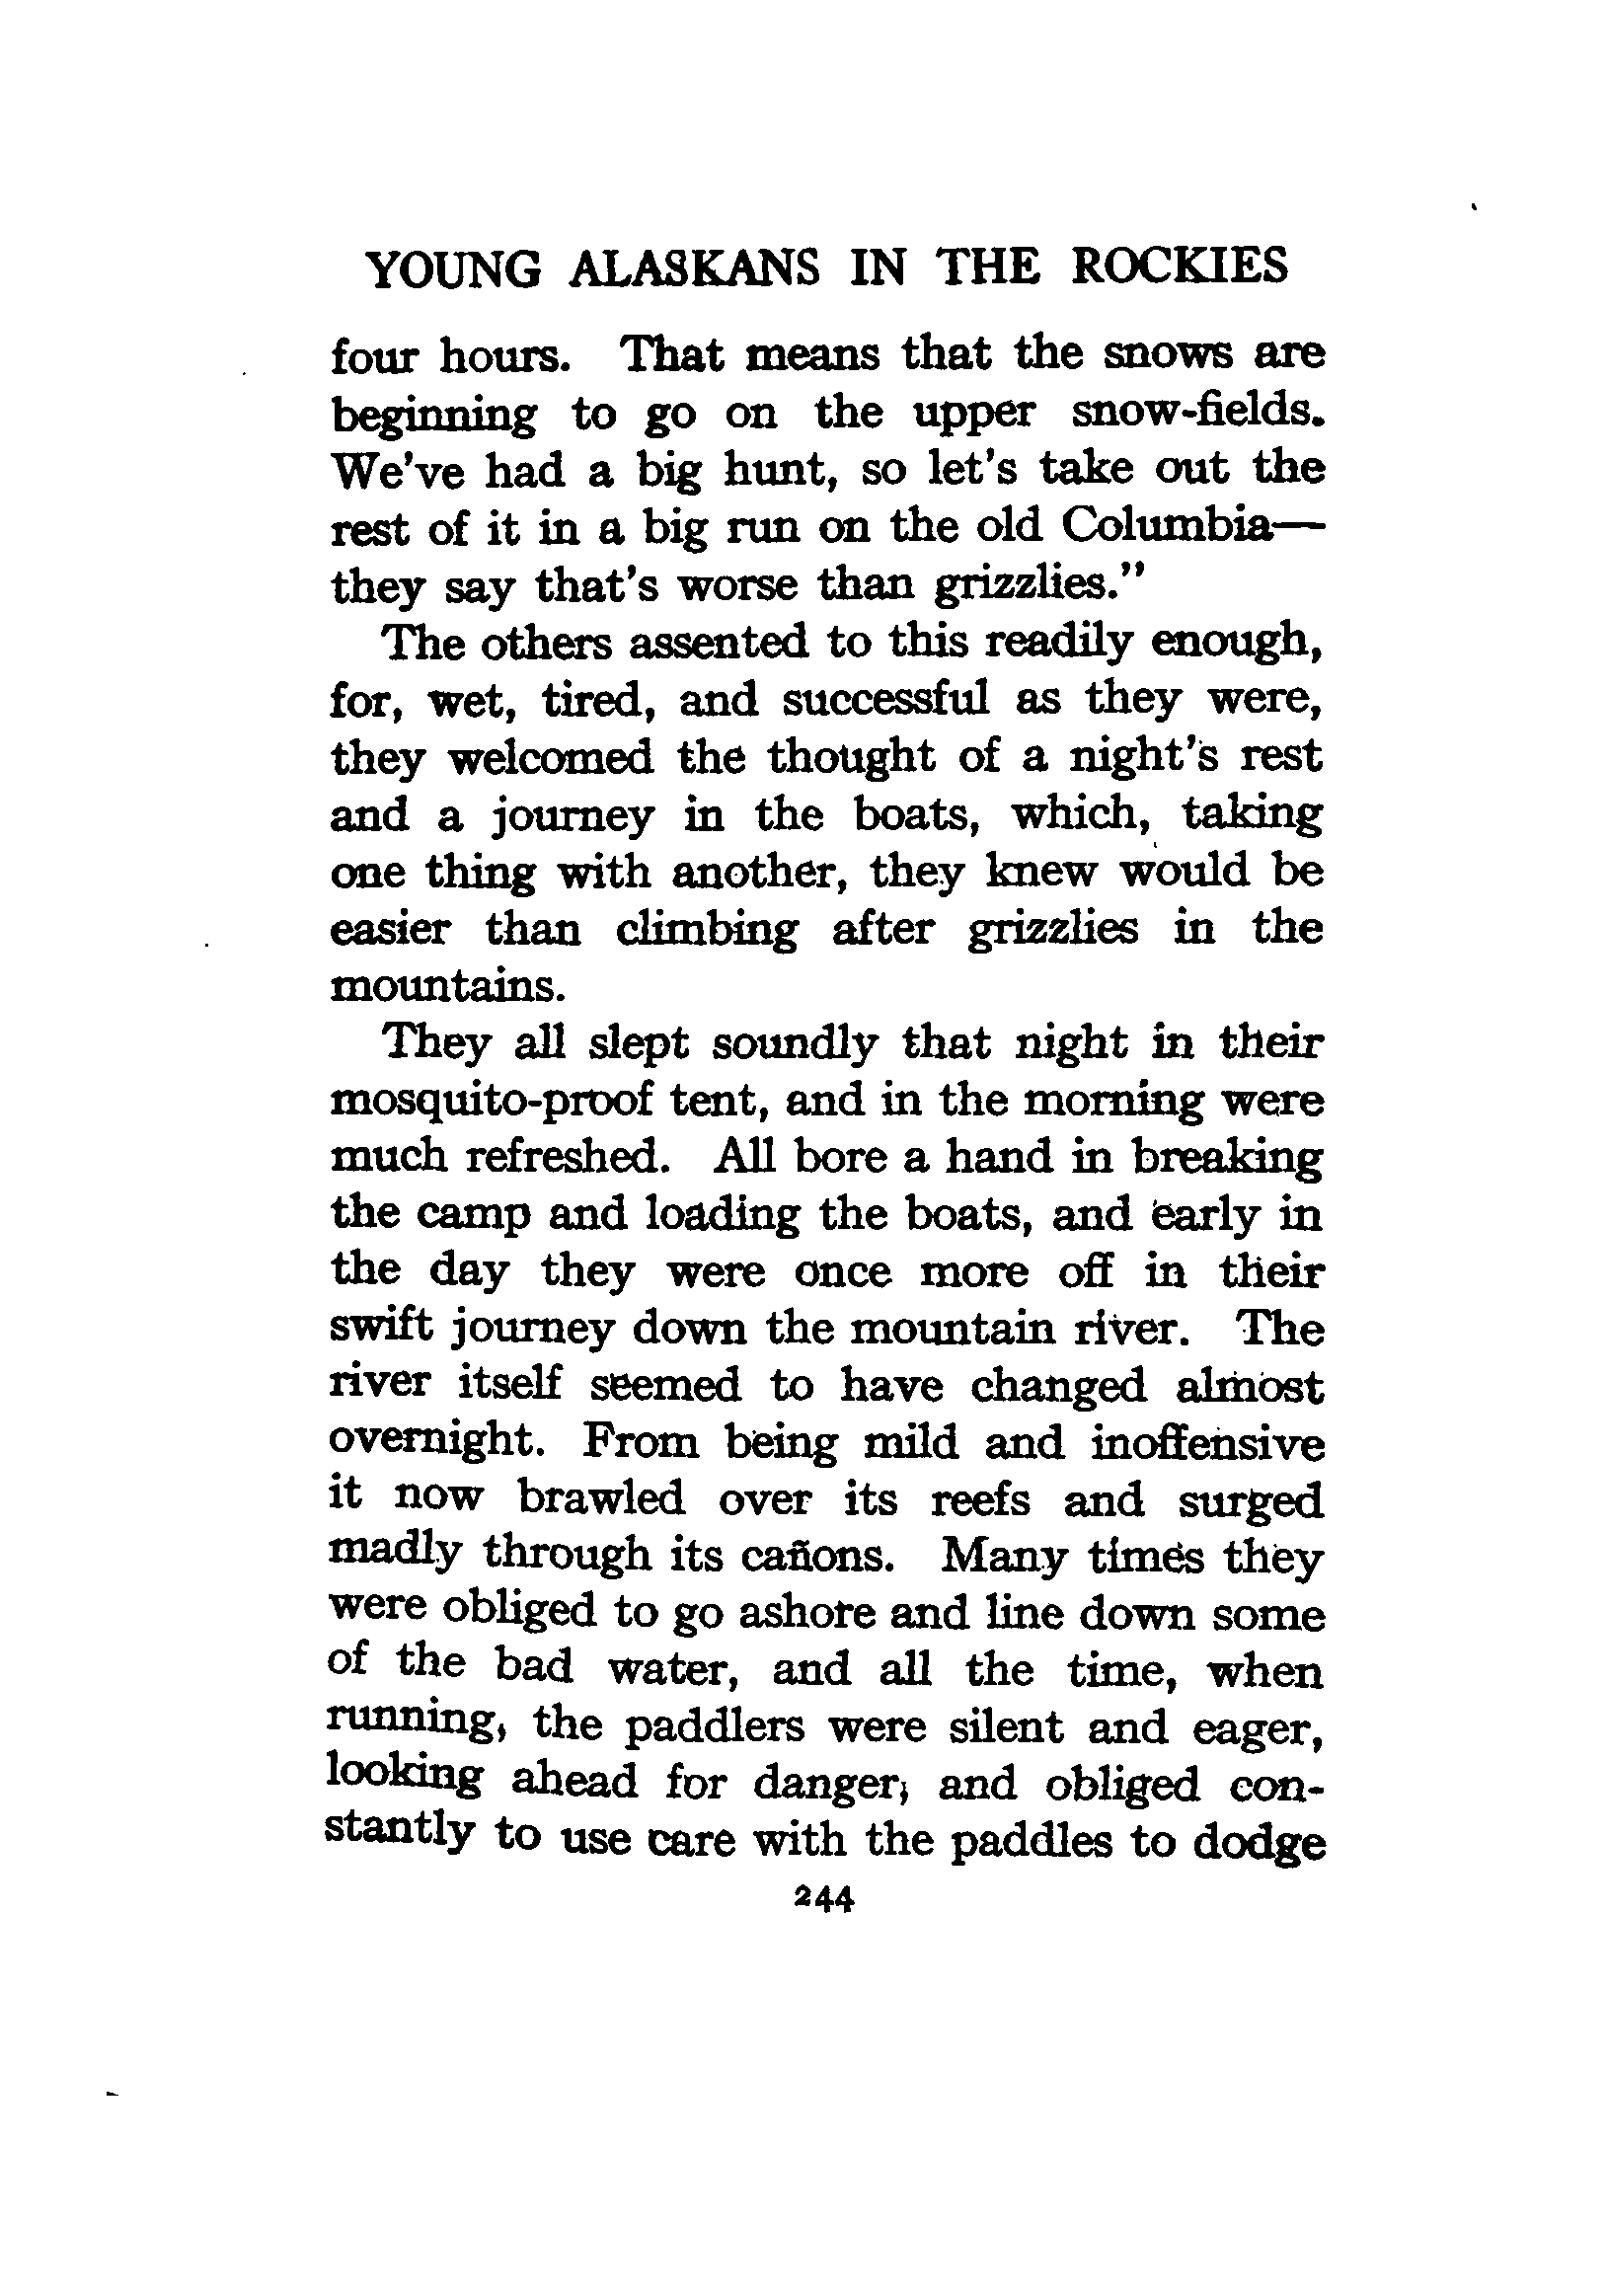 YOUNG ALASKANS IN THE ROCKIES
four hours. That means that the snows are
beginning to go on the upper snow-fields.
We've had a big hunt, so let's take out the
rest of it in a big run on the old Columbia—
they say that's worse than grizzlies."
The others assented to this readily enough,
for, wet, tired, and successful as they were,
they welcomed the thought of a night's rest
and a journey in the boats, which, taking
one thing with another, they knew would be
easier than climbing after grizzlies in the
mountains.
They all slept soundly that night in their
mosquito-proof tent, and in the morning were
much refreshed. All bore a hand in breaking
the camp and loading the boats, and early in
the day they were once more off in their
swift journey down the mountain river. The
river itself seemed to have changed almost
overnight. From being mild and inoffensive
it now brawled over its reefs and surged
madly through its cañons. Many times they
were obliged to go ashore and line down some
of the bad water, and all the time, when
running, the paddlers were silent and eager,
looking ahead for danger, and obliged con-
stantly to use care with the paddles to dodge
244